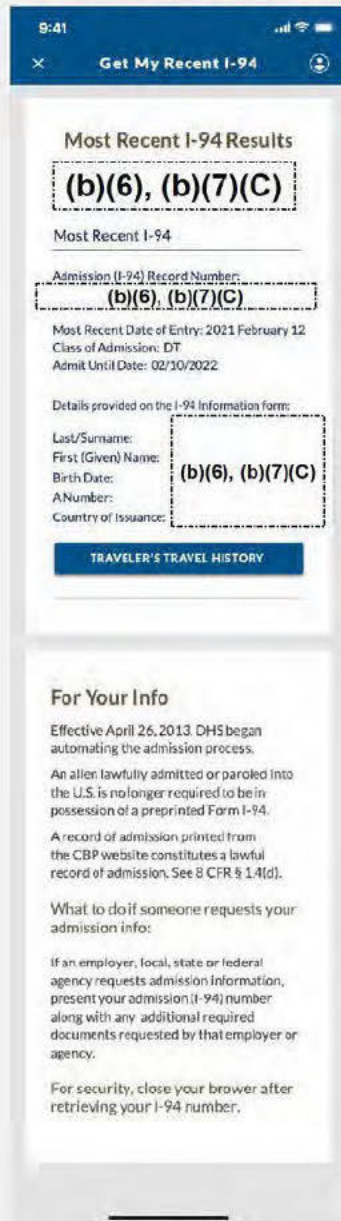 9:41
Get My Recent I-94
Most Recent I-94 Results
(b)(6), (b)(7)(C)
Most Recent I-94
Admission (I-94) Record Number:
(b)(6), (b)(7)(C)
Most Recent Date of Entry: 2021 February 12
Class of Admission: DT
Admit Until Date: 02/10/2022
Details provided on the I-94 Information form:
Last/Surname:
First (Given) Name:
Birth Date:
(b)(6), (b)(7)(C)
A Number:
Country of Issuance:
TRAVELER'S TRAVEL HISTORY
For Your Info
Effective April 26, 2013, DHS began
automating the admission process.
An alien lawfully admitted or paroled into
the U.S. is no longer required to be in
possession of a preprinted Form I-94.
A record of admission printed from
the CBP website constitutes a lawful
record of admission. See 8 CFR § 1.4(d).
What to do if someone requests your
admission info:
If an employer, local, state or federal
agency requests admission information,
present your admission (I-94) number
along with any additional required
documents requested by that employer or
agency.
For security, close your brower after
retrieving your I-94 number.